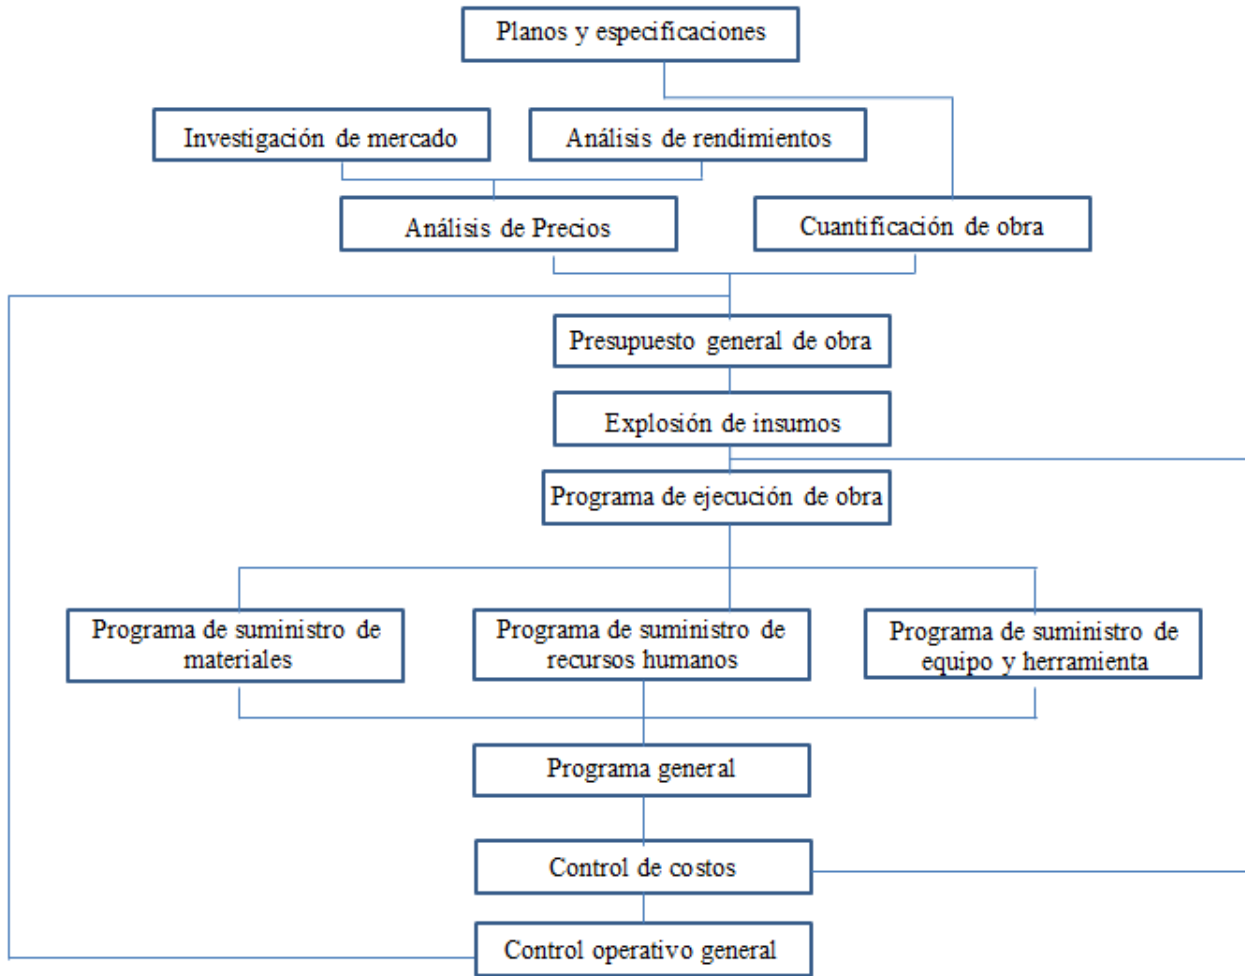 Planos y especificaciones
Investigación de mercado
Análisis de rendimientos
Análisis de Precios
Cuantificación de obra
Presupuesto general de obra
Explosión de insumos
Programa de ejecución de obra
Programa de suministro de
materiales
Programa de suministro de
recursos humanos
Programa de suministro de
equipo y herramienta
Programa general
Control de costos
Control operativo general